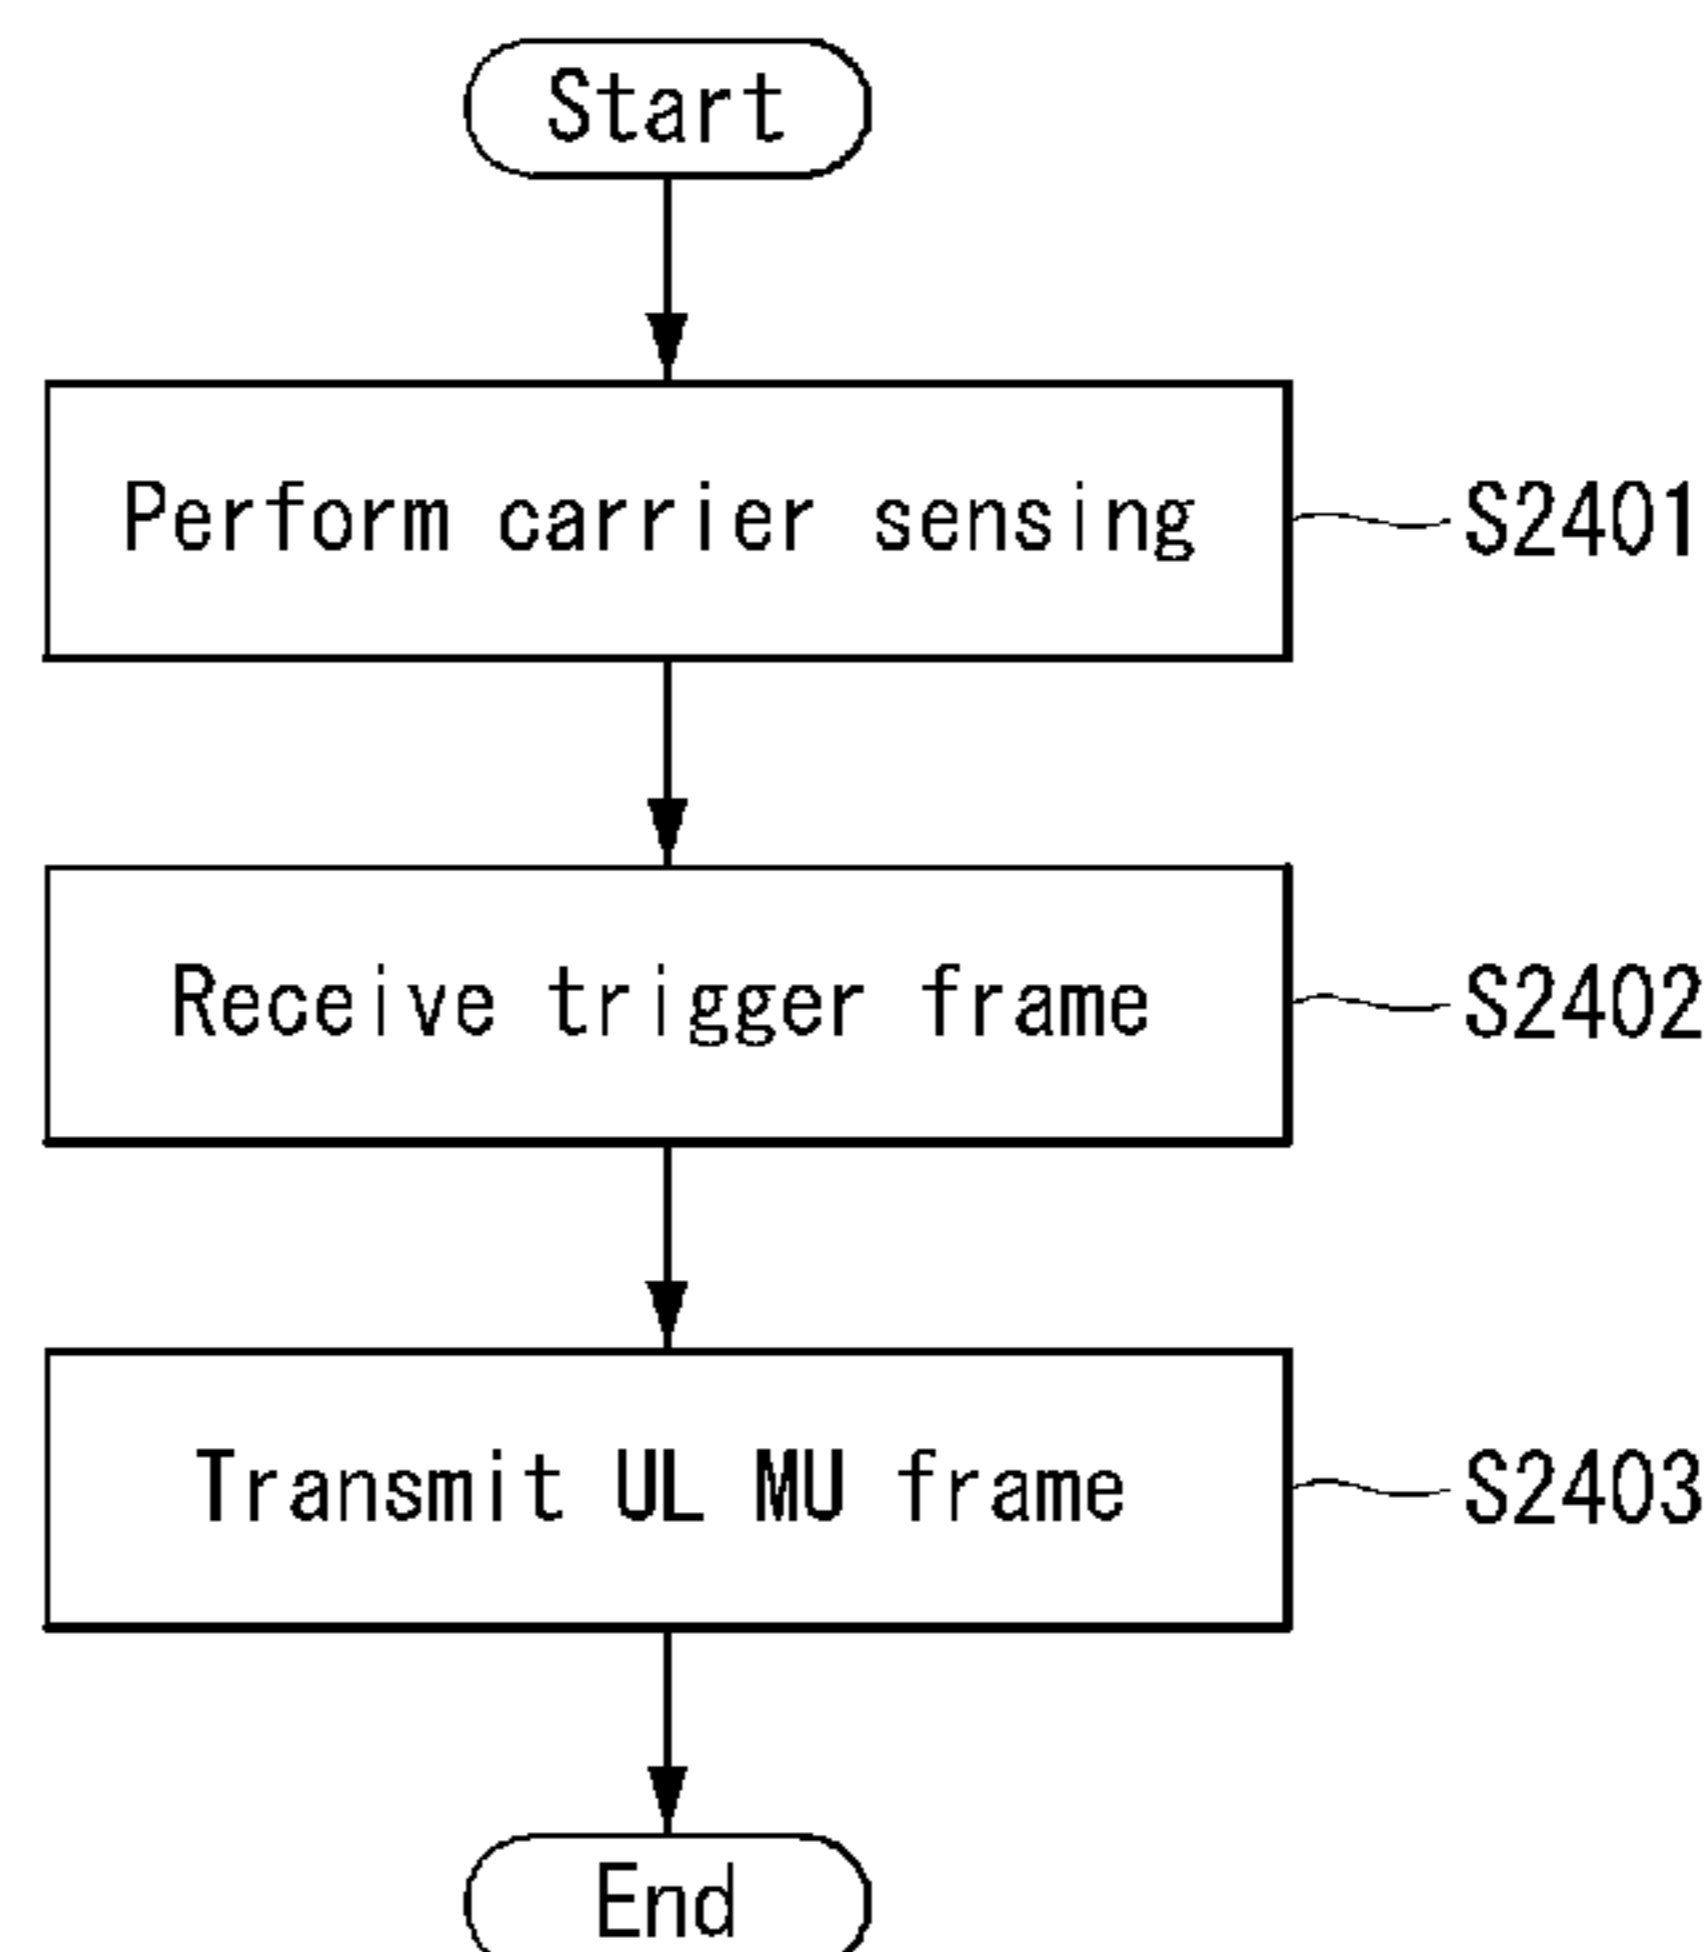 Start
Perform carrier sensing
S2401
Receive trigger frame
S2402
Transmit UL MU frame
S2403
End